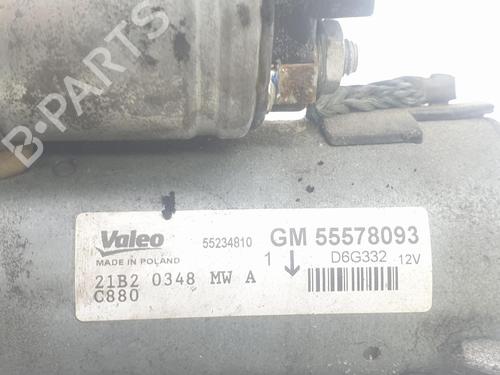 B-PARTS
Valeo 55234810 GM 55578093
MADE IN POLAND 1 D6G332 12V
21B2 0348 MW A
C880